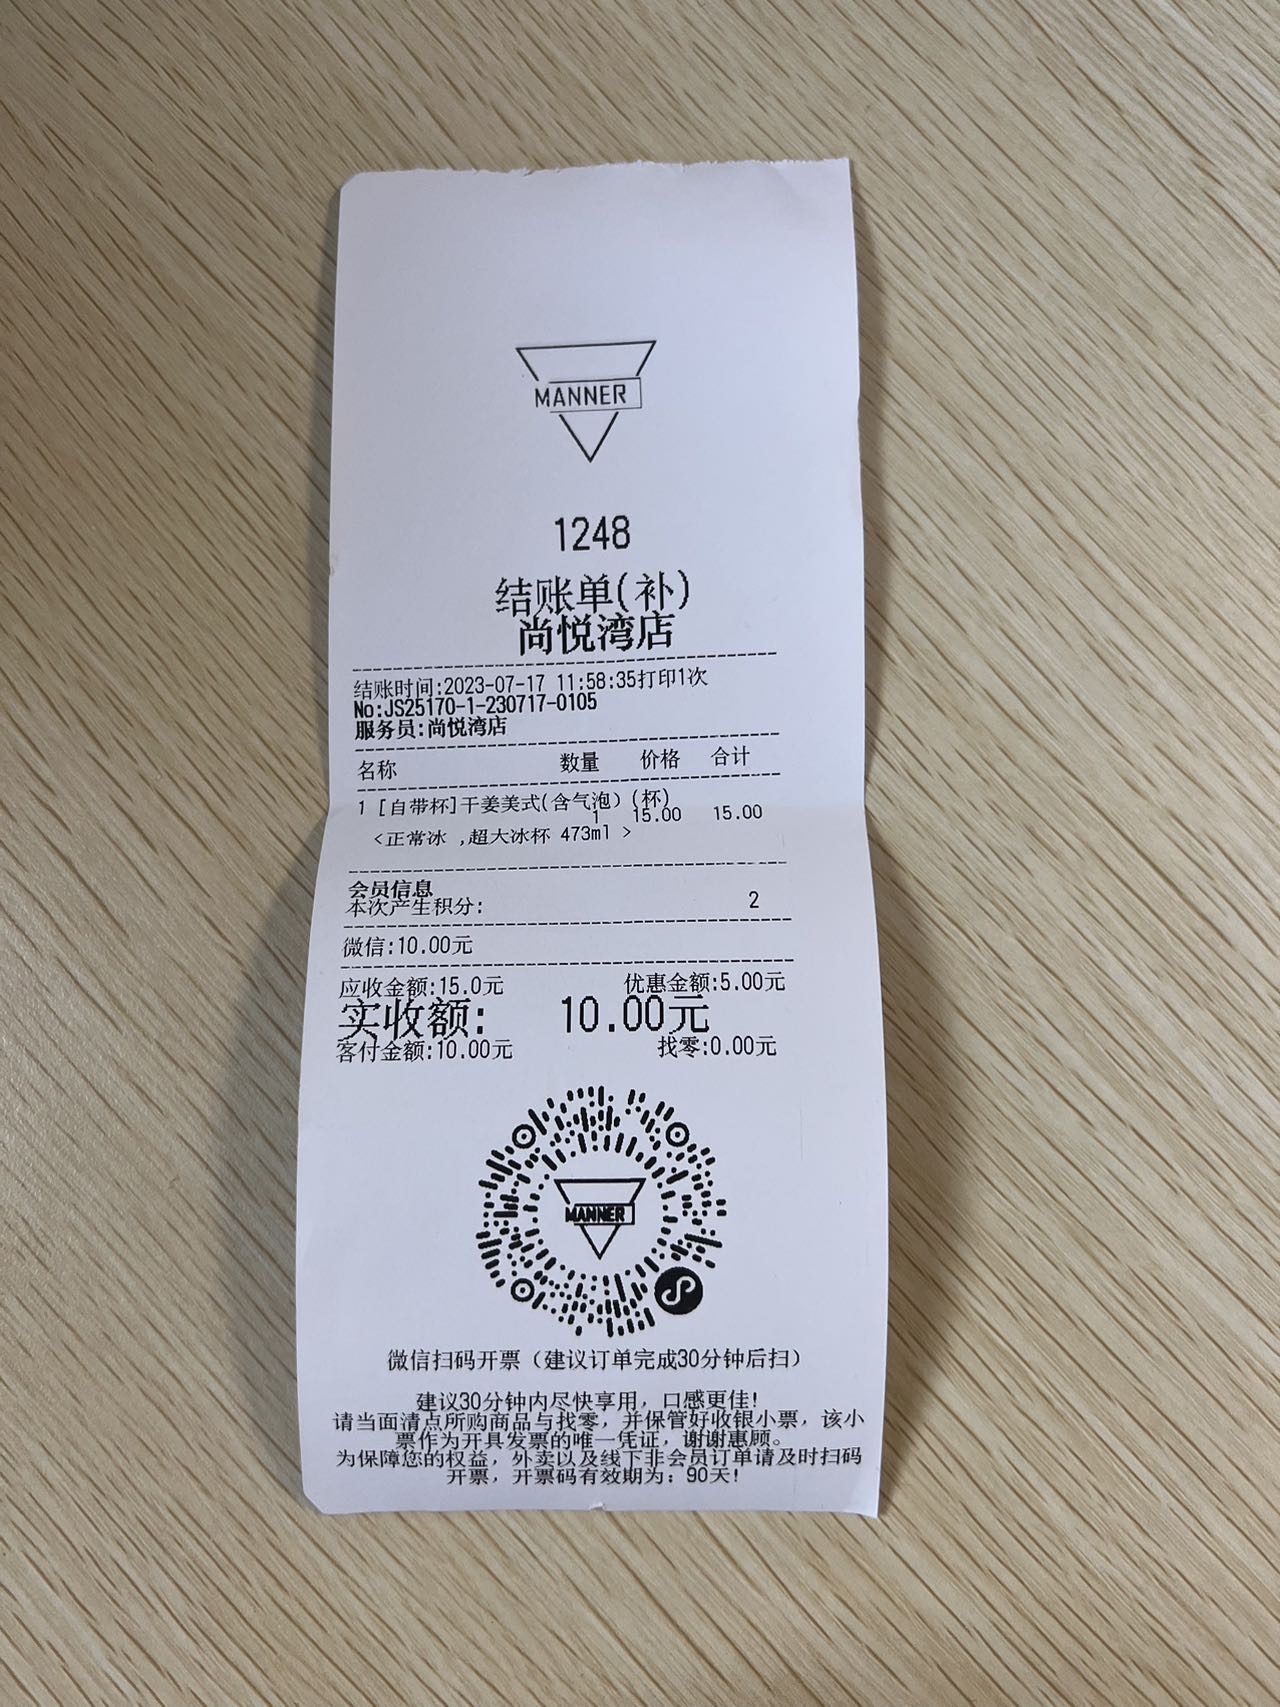 MANNER
1248
结账单(补)
尚悦湾店
结账时间:2023-07-17 11:58:35打印1次
No:JS25170-1-230717-0105
服务员:尚悦湾店
名称 数量 价格 合计
1 [自带杯]干姜美式(含气泡) (杯)
1 15.00 15.00
<正常冰 ,超大冰杯 473ml >
会员信息
本次产生积分: 2
微信:10.00元
应收金额:15.0元 优惠金额:5.00元
实收额: 10.00元
客付金额:10.00元 找零:0.00元
MANNER
微信扫码开票（建议订单完成30分钟后扫）
建议30分钟内尽快享用，口感更佳!
请当面清点所购商品与找零，并保管好收银小票，该小
票作为开具发票的唯一凭证，谢谢惠顾。
为保障您的权益，外卖以及线下非会员订单请及时扫码
开票，开票码有效期为：90天!